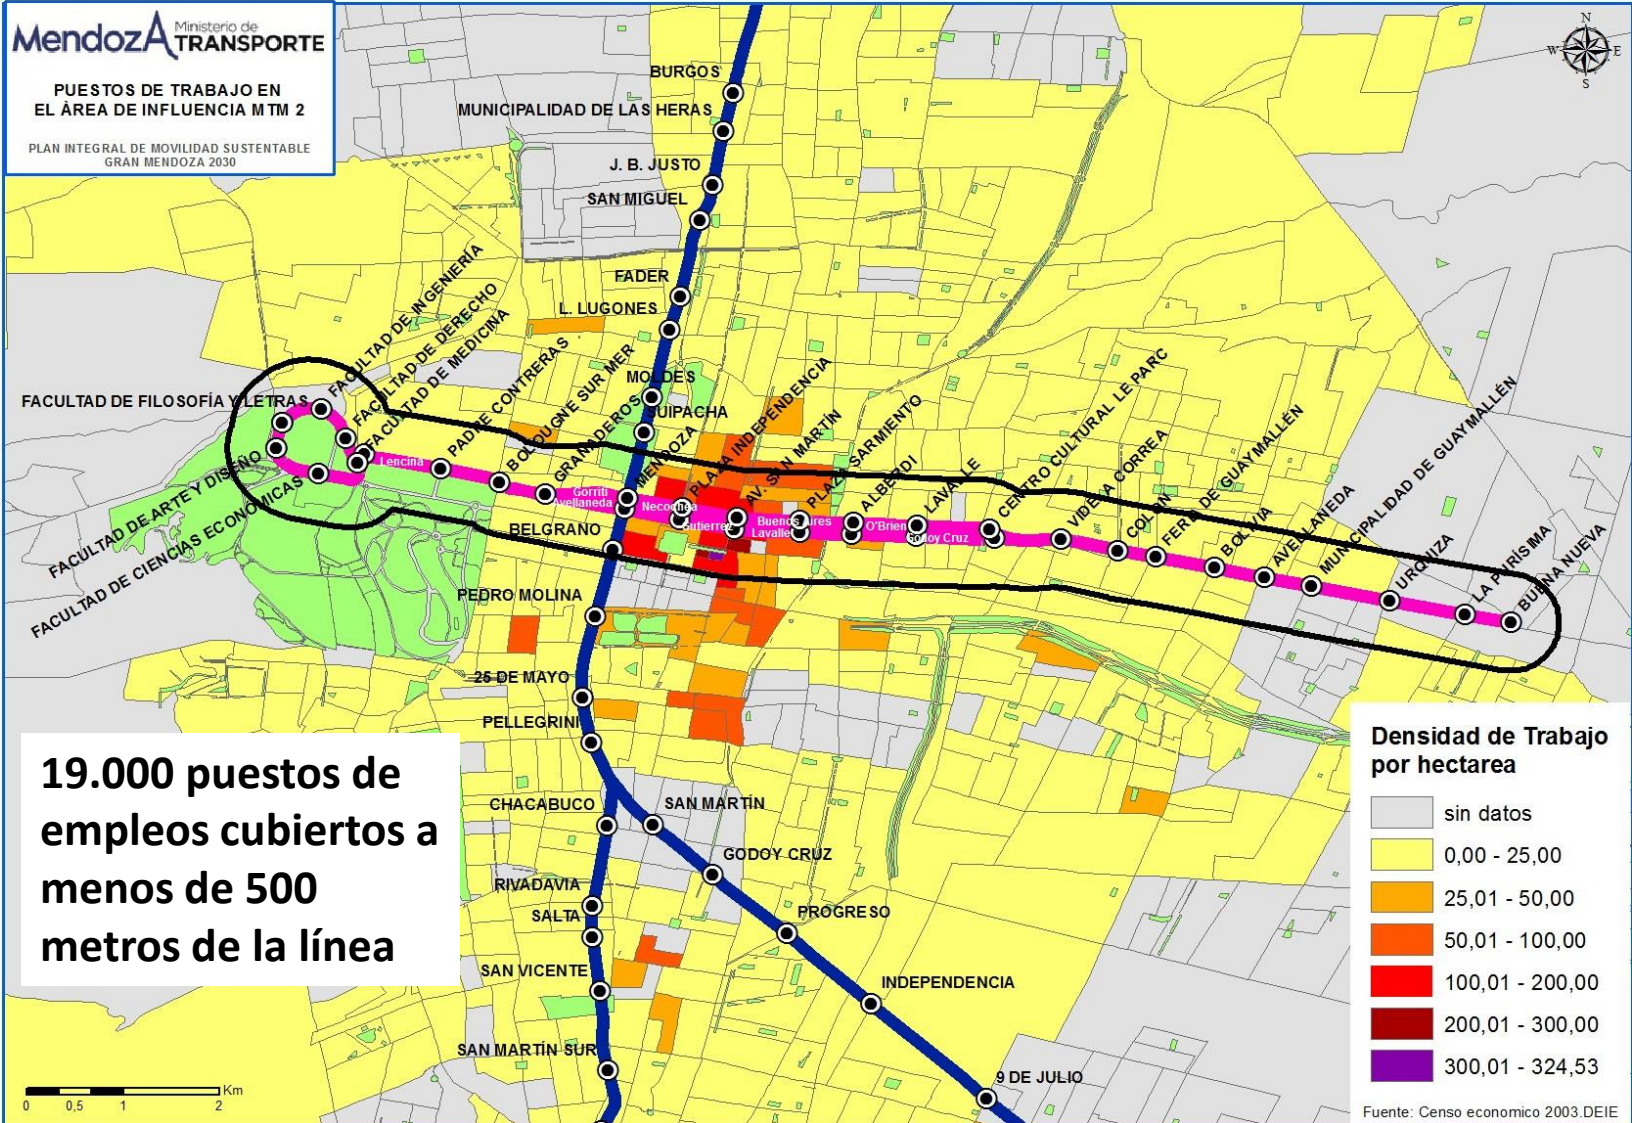 MendozA Ministerio de
TRANSPORTE
PUESTOS DE TRABAJO EN
EL ÀREA DE INFLUENCIA MTM 2
PLAN INTEGRAL DE MOVILIDAD SUSTENTABLE
GRAN MENDOZA 2030
N
W E
S
BURGOS
MUNICIPALIDAD DE LAS HERAS
J. B. JUSTO
SAN MIGUEL
FADER
L. LUGONES
MOLDES
SUIPACHA
MENDOZA
BELGRANO
PEDRO MOLINA
25 DE MAYO
PELLEGRINI
CHACABUCO
RIVADAVIA
SALTA
SAN VICENTE
SAN MARTÍN SUR
SAN MARTÍN
GODOY CRUZ
PROGRESO
INDEPENDENCIA
9 DE JULIO
FACULTAD DE INGENIERÍA
FACULTAD DE DERECHO
FACULTAD DE MEDICINA
FACULTAD DE FILOSOFÍA Y LETRAS
FACULTAD DE ARTE Y DISEÑO
FACULTAD DE CIENCIAS ECONÓMICAS
PADRE CONTRERAS
BOLOUGNE SUR MER
GRANADEROS
PLAZA INDEPENDENCIA
AV. SAN MARTÍN
PLAZA SARMIENTO
ALBERDI
LAVALLE
CENTRO CULTURAL LE PARC
VIDELA CORREA
COLON
FERIA DE GUAYMALLÉN
BOLIVIA
AVELLANEDA
MUNICIPALIDAD DE GUAYMALLÉN
URQUIZA
LA PURÍSIMA
BUENA NUEVA
Lencina
Gorriti
Avellaneda
Necochea
Gutierrez
Buenos Aires
Lavalle
O'Brien
Godoy Cruz
19.000 puestos de
empleos cubiertos a
menos de 500
metros de la línea
Densidad de Trabajo
por hectarea
sin datos
0,00 - 25,00
25,01 - 50,00
50,01 - 100,00
100,01 - 200,00
200,01 - 300,00
300,01 - 324,53
Km
0 0,5 1 2
Fuente: Censo economico 2003.DEIE